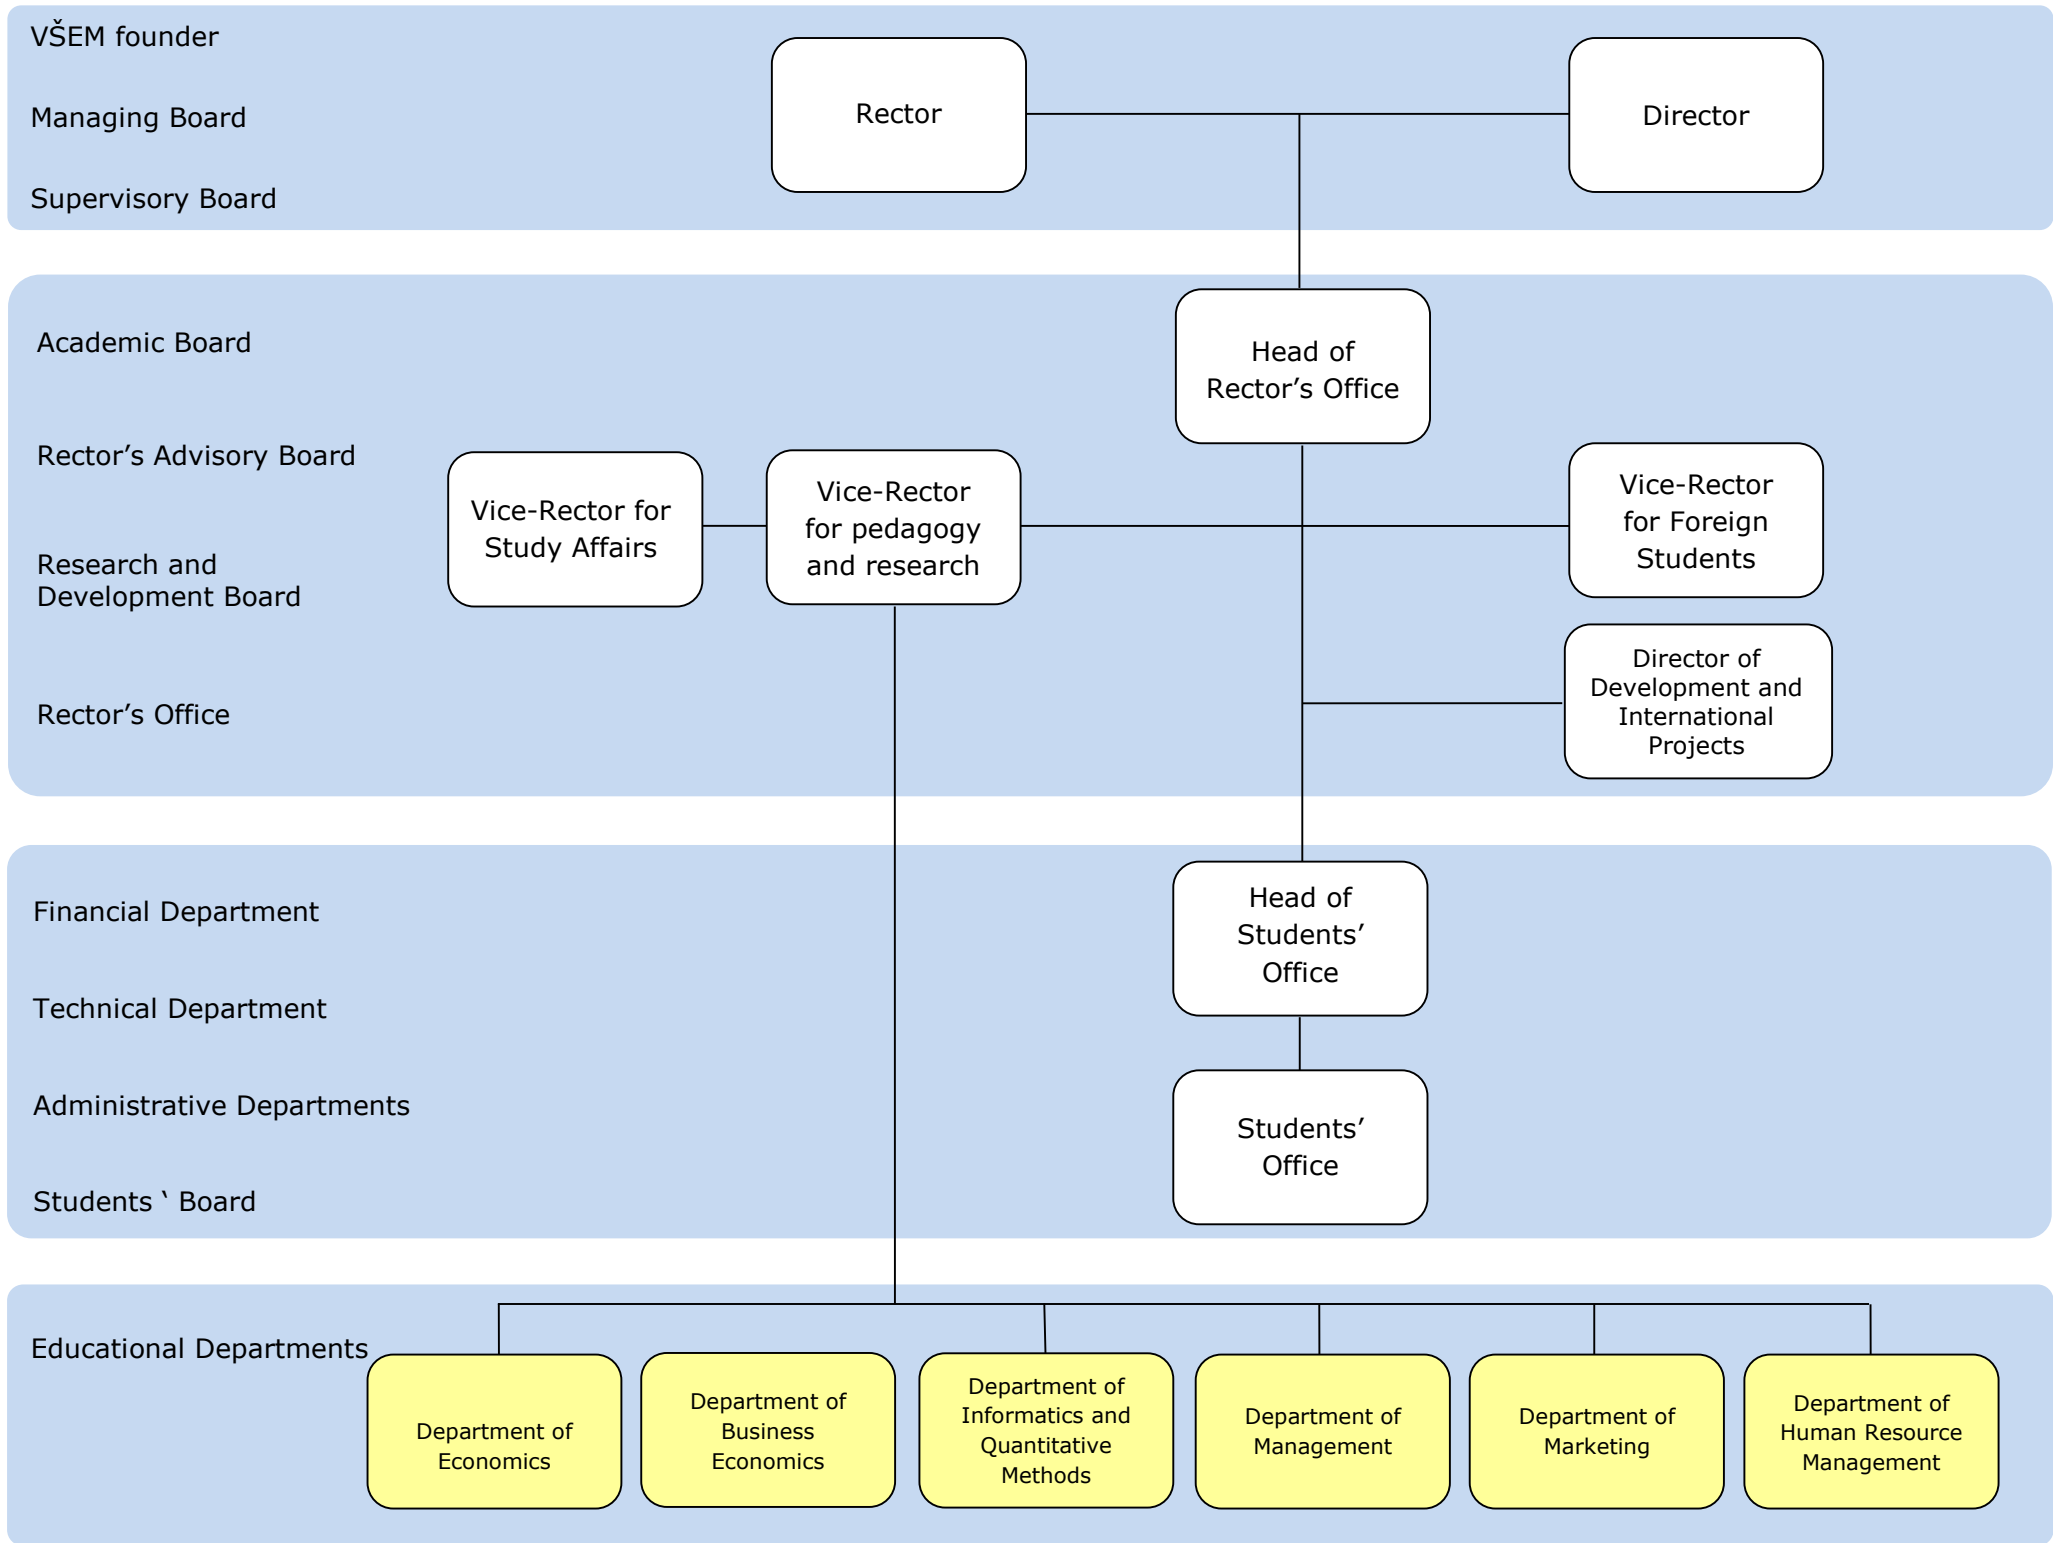 VŠEM founder
Managing Board
Supervisory Board
Rector
Director
Academic Board
Rector’s Advisory Board
Research and
Development Board
Rector’s Office
Head of
Rector’s Office
Vice-Rector for
Study Affairs
Vice-Rector
for pedagogy
and research
Vice-Rector
for Foreign
Students
Director of
Development and
International
Projects
Financial Department
Technical Department
Administrative Departments
Students ‘ Board
Head of
Students’
Office
Students’
Office
Educational Departments
Department of
Economics
Department of
Business
Economics
Department of
Informatics and
Quantitative
Methods
Department of
Management
Department of
Marketing
Department of
Human Resource
Management